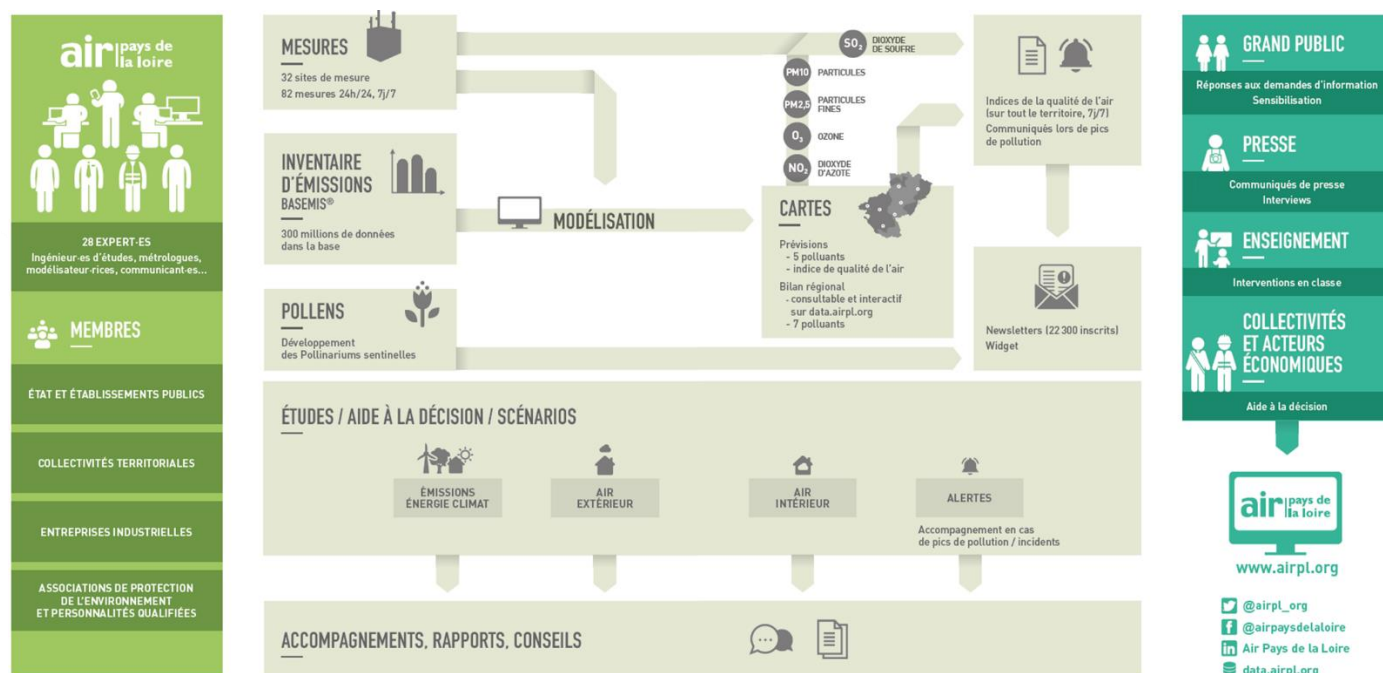 air pays de
la loire
28 EXPERT·ES
Ingénieur·es d'études, métrologues,
modélisateur·rices, communicant·es...
MEMBRES
ÉTAT ET ÉTABLISSEMENTS PUBLICS
COLLECTIVITÉS TERRITORIALES
ENTREPRISES INDUSTRIELLES
ASSOCIATIONS DE PROTECTION
DE L'ENVIRONNEMENT
ET PERSONNALITÉS QUALIFIÉES
MESURES
32 sites de mesure
82 mesures 24h/24, 7j/7
INVENTAIRE
D'ÉMISSIONS
BASEMIS®
300 millions de données
dans la base
POLLENS
Développement
des Pollinariums sentinelles
MODÉLISATION
SO2 DIOXYDE
DE SOUFRE
PM10 PARTICULES
PM2,5 PARTICULES
FINES
O3 OZONE
NO2 DIOXYDE
D'AZOTE
CARTES
Prévisions
- 5 polluants
- indice de qualité de l'air
Bilan régional
- consultable et interactif
sur data.airpl.org
- 7 polluants
Indices de la qualité de l'air
(sur tout le territoire, 7j/7)
Communiqués lors de pics
de pollution
Newsletters (22 300 inscrits)
Widget
ÉTUDES / AIDE À LA DÉCISION / SCÉNARIOS
ÉMISSIONS
ÉNERGIE CLIMAT
AIR
EXTÉRIEUR
AIR
INTÉRIEUR
ALERTES
Accompagnement en cas
de pics de pollution / incidents
ACCOMPAGNEMENTS, RAPPORTS, CONSEILS
GRAND PUBLIC
Réponses aux demandes d'information
Sensibilisation
PRESSE
Communiqués de presse
Interviews
ENSEIGNEMENT
Interventions en classe
COLLECTIVITÉS
ET ACTEURS
ÉCONOMIQUES
Aide à la décision
air pays de
la loire
www.airpl.org
@airpl_org
@airpaysdelaloire
in Air Pays de la Loire
data.airpl.org